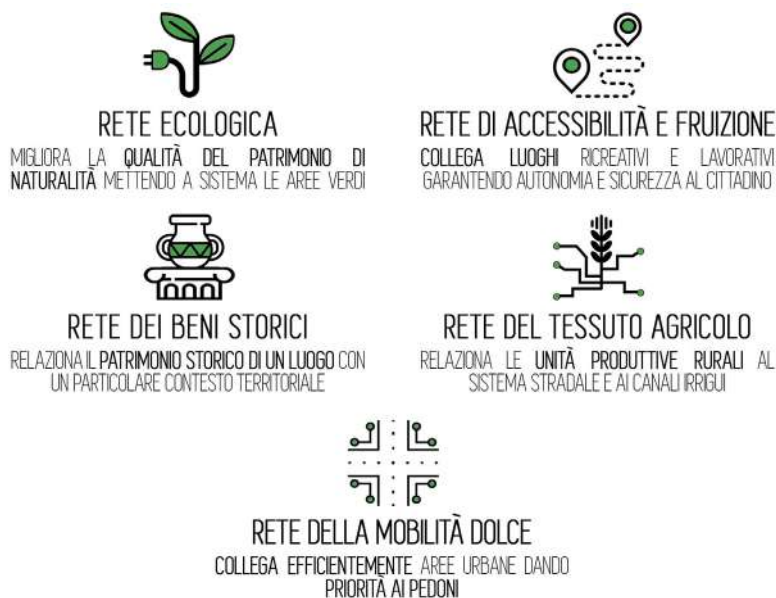 RETE ECOLOGICA
MIGLIORA LA QUALITÀ DEL PATRIMONIO DI
NATURALITÀ METTENDO A SISTEMA LE AREE VERDI
RETE DI ACCESSIBILITÀ E FRUIZIONE
COLLEGA LUOGHI RICREATIVI E LAVORATIVI
GARANTENDO AUTONOMIA E SICUREZZA AL CITTADINO
RETE DEI BENI STORICI
RELAZIONA IL PATRIMONIO STORICO DI UN LUOGO CON
UN PARTICOLARE CONTESTO TERRITORIALE
RETE DEL TESSUTO AGRICOLO
RELAZIONA LE UNITÀ PRODUTTIVE RURALI AL
SISTEMA STRADALE E AI CANALI IRRIGUI
RETE DELLA MOBILITÀ DOLCE
COLLEGA EFFICIENTEMENTE AREE URBANE DANDO
PRIORITÀ AI PEDONI